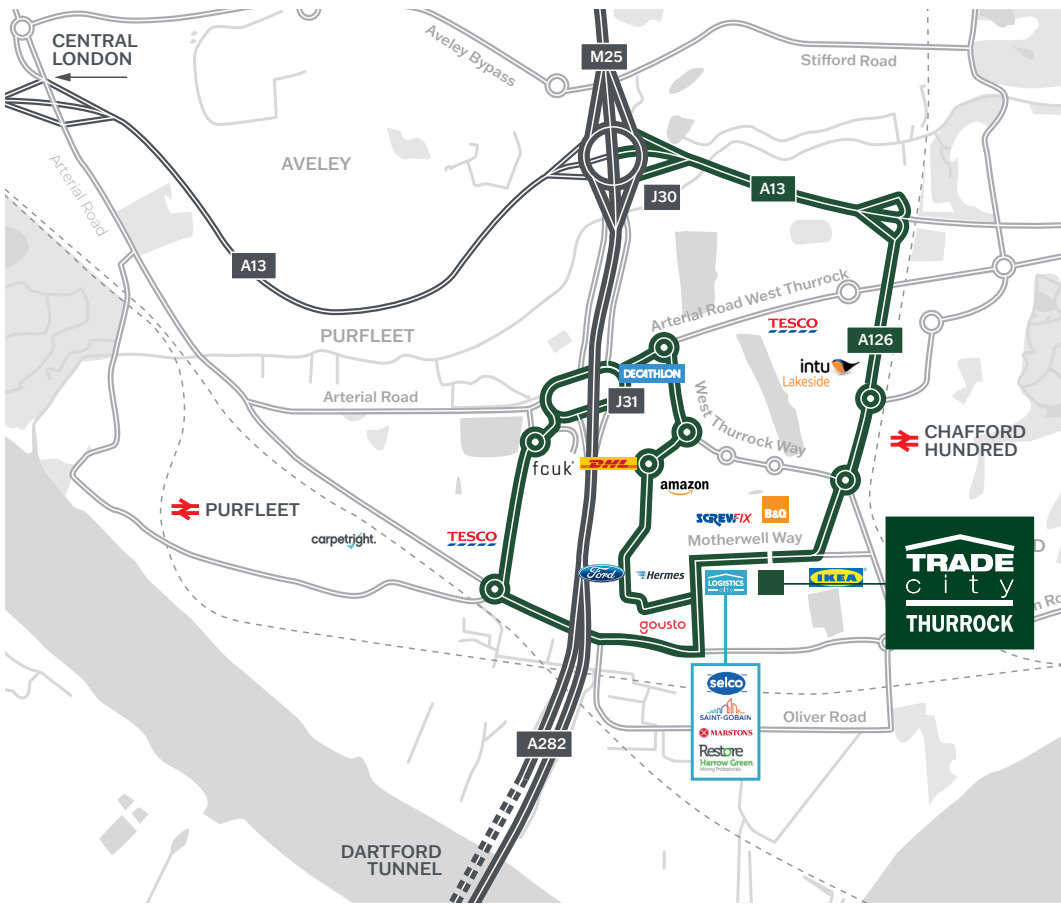 CENTRAL
LONDON
M25
Aveley Bypass
Stifford Road
AVELEY
Arterial Road
J30
A13
A13
Arterial Road West Thurrock
PURFLEET
TESCO
A126
intu
Lakeside
DECATHLON
Arterial Road
J31
West Thurrock Way
CHAFFORD
HUNDRED
fcuk
DHL
amazon
PURFLEET
SCREWFIX
B&Q
carpetright.
TESCO
Motherwell Way
TRADE
city
THURROCK
Ford
Hermes
LOGISTICS
city
IKEA
gousto
selco
SAINT-GOBAIN
MARSTONS
Restore
Harrow Green
Moving Professionals
Oliver Road
A282
DARTFORD
TUNNEL